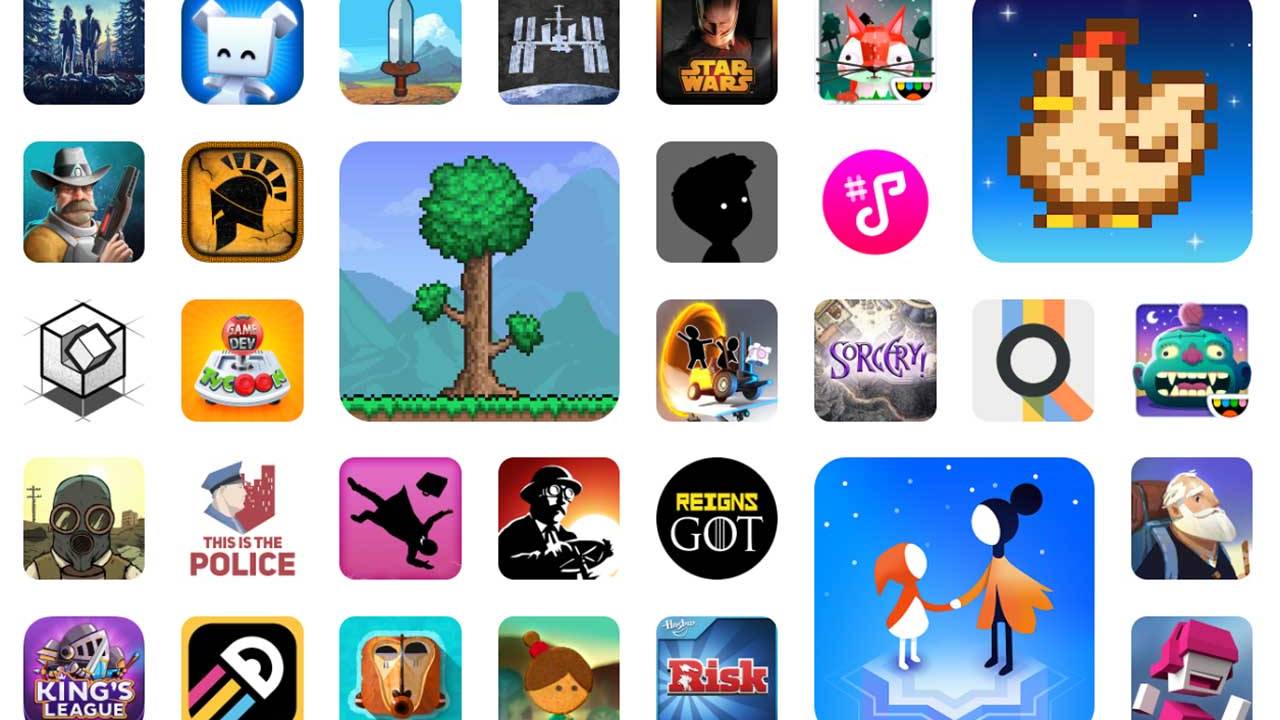 STAR
WARS
#
GAME
DEV
TYCOON
SORCERY!
THIS IS THE
POLICE
REIGNS
GOT
KING'S
LEAGUE
Hasbro
Risk